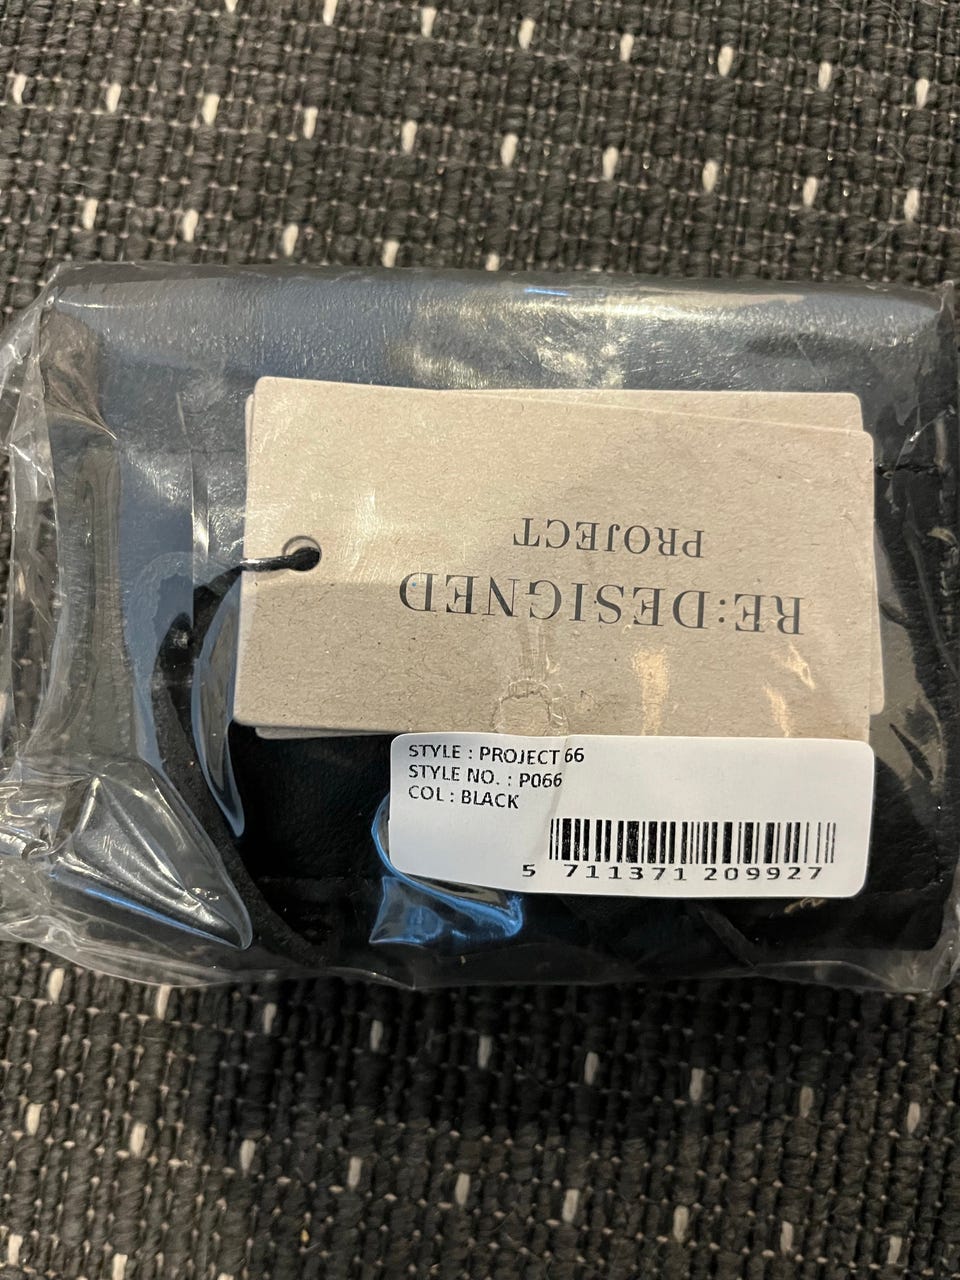 RE:DESIGNED
PROJECT
STYLE : PROJECT 66
STYLE NO. : P066
COL : BLACK
5 711371 209927